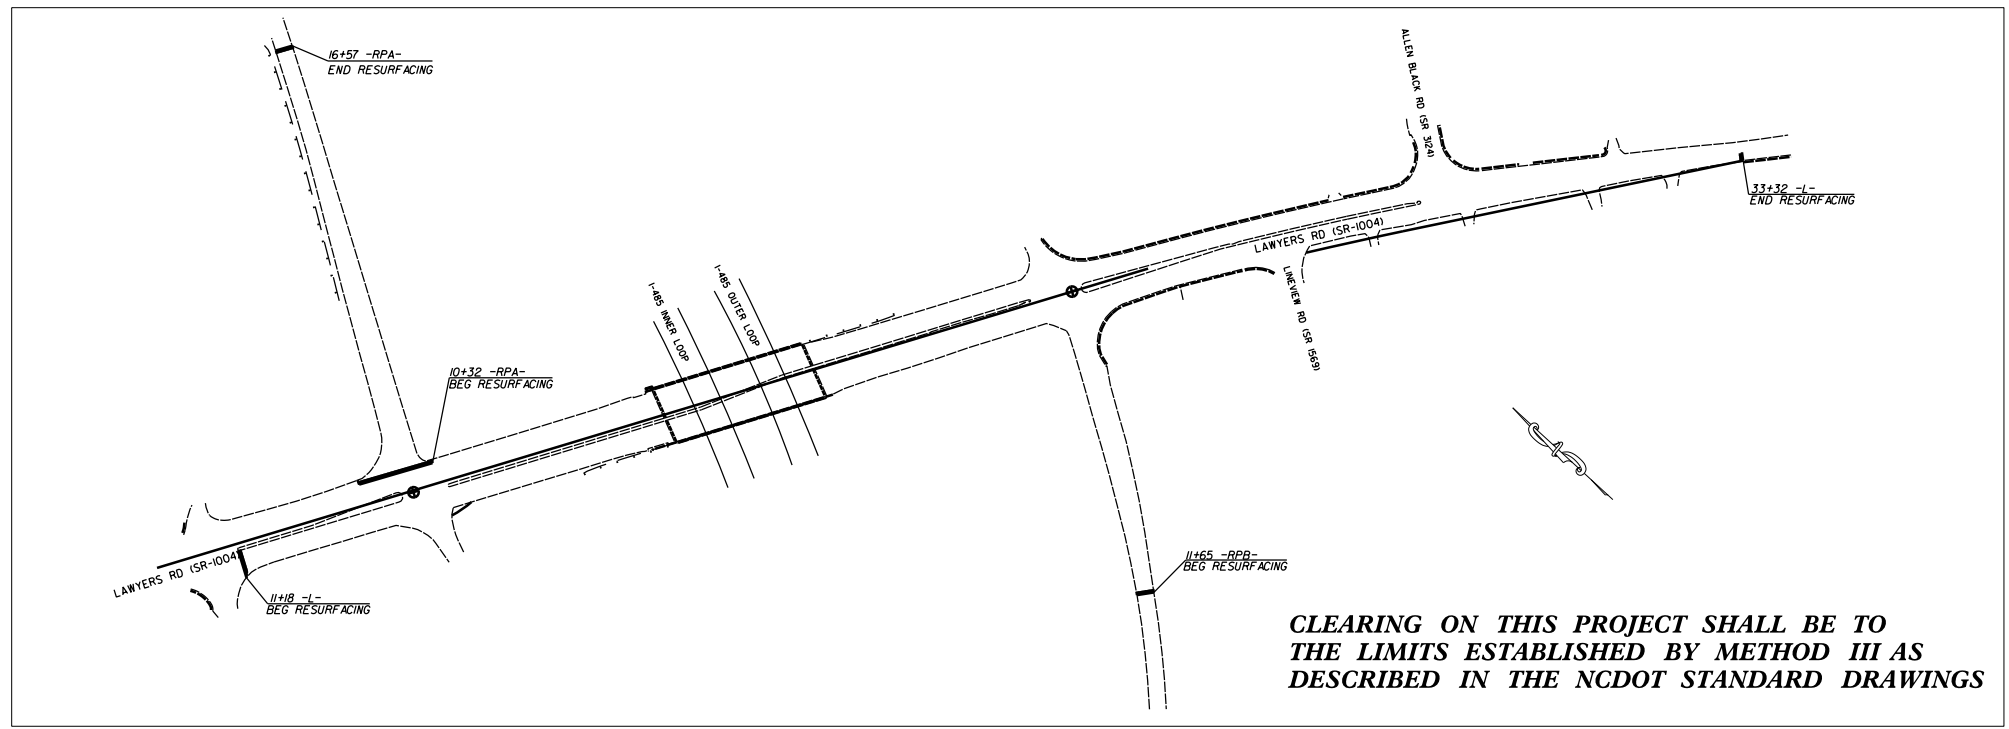 16+57 -RPA-
END RESURFACING
ALLEN BLACK RD (SR 3124)
33+32 -L-
END RESURFACING
LAWYERS RD (SR-1004)
I-485 INNER LOOP
I-485 OUTER LOOP
LINEVIEW RD (SR 1569)
10+32 -RPA-
BEG RESURFACING
LAWYERS RD (SR-1004)
11+18 -L-
BEG RESURFACING
11+65 -RPB-
BEG RESURFACING
CLEARING ON THIS PROJECT SHALL BE TO
THE LIMITS ESTABLISHED BY METHOD III AS
DESCRIBED IN THE NCDOT STANDARD DRAWINGS